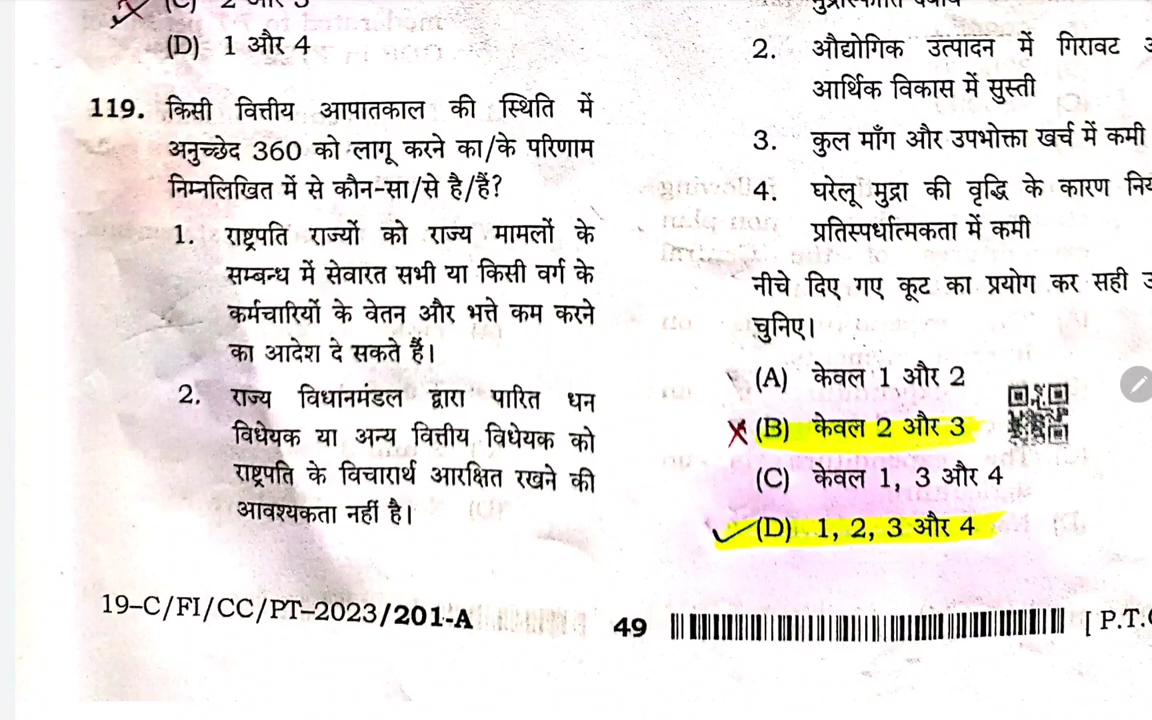 (C) 2 और 3
(D) 1 और 4
119. किसी वित्तीय आपातकाल की स्थिति में
अनुच्छेद 360 को लागू करने का/के परिणाम
निम्नलिखित में से कौन-सा/से है/हैं?
1. राष्ट्रपति राज्यों को राज्य मामलों के
सम्बन्ध में सेवारत सभी या किसी वर्ग के
कर्मचारियों के वेतन और भत्ते कम करने
का आदेश दे सकते हैं।
2. राज्य विधानमंडल द्वारा पारित धन
विधेयक या अन्य वित्तीय विधेयक को
राष्ट्रपति के विचारार्थ आरक्षित रखने की
आवश्यकता नहीं है।
2. औद्योगिक उत्पादन में गिरावट
आर्थिक विकास में सुस्ती
3. कुल माँग और उपभोक्ता खर्च में कमी
4. घरेलू मुद्रा की वृद्धि के कारण
प्रतिस्पर्धात्मकता में कमी
नीचे दिए गए कूट का प्रयोग कर सही
चुनिए।
(A) केवल 1 और 2
(B) केवल 2 और 3
(C) केवल 1, 3 और 4
(D) 1, 2, 3 और 4
19–C/FI/CC/PT–2023/201-A
49
[ P.T.